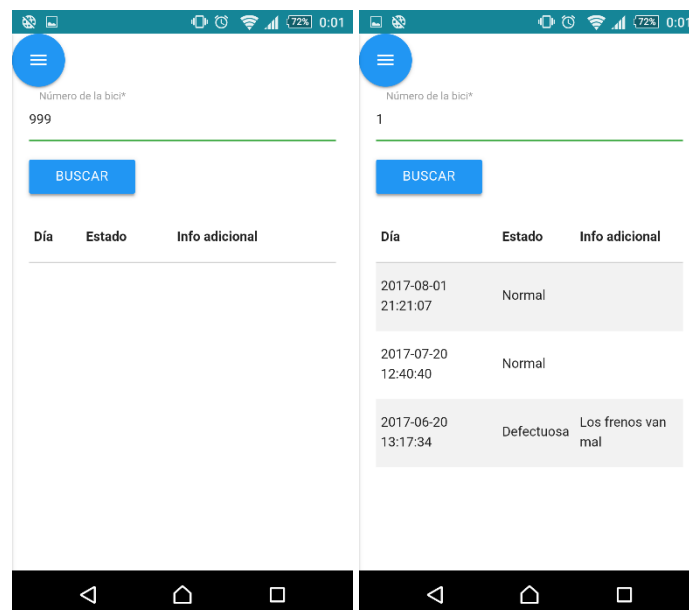 72% 0:01
Número de la bici*
999
BUSCAR
Día Estado Info adicional
72% 0:01
Número de la bici*
1
BUSCAR
Día Estado Info adicional
2017-08-01
21:21:07
Normal
2017-07-20
12:40:40
Normal
2017-06-20
13:17:34
Defectuosa
Los frenos van
mal